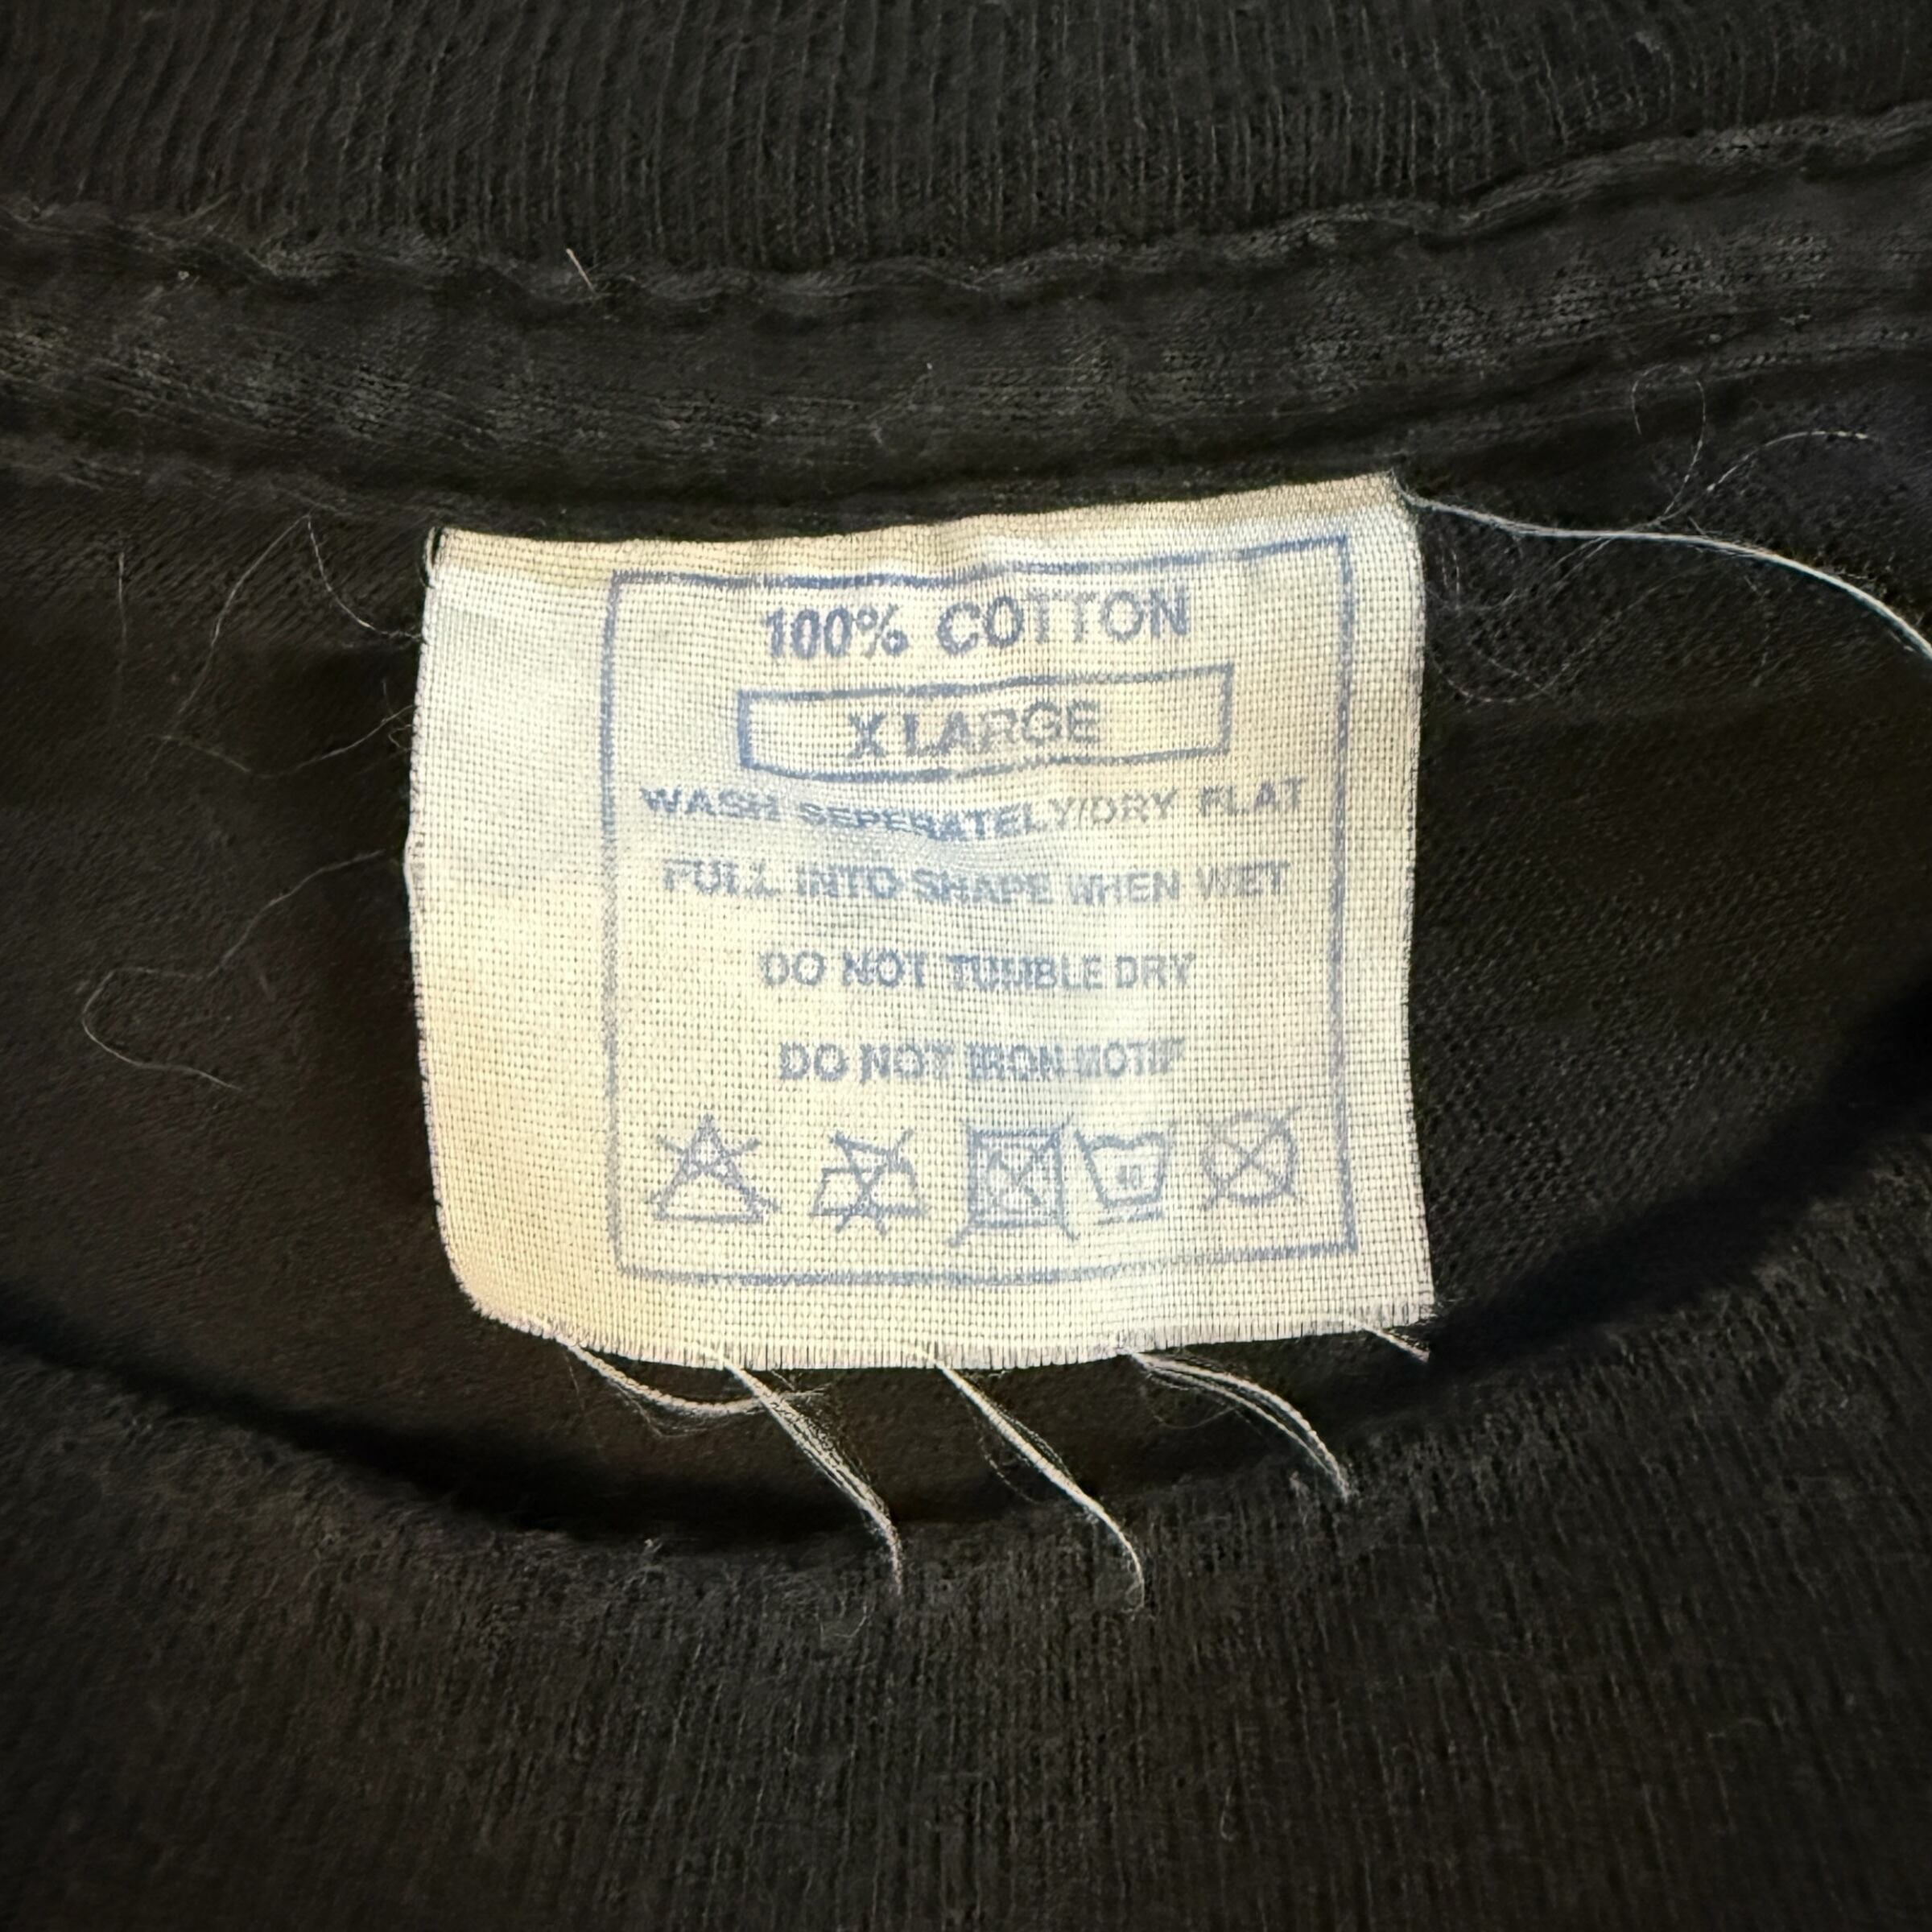 100% COTTON
X LARGE
WASH SEPERATELY/DRY FLAT
PULL INTO SHAPE WHEN WET
DO NOT TUMBLE DRY
DO NOT IRON MOTIF